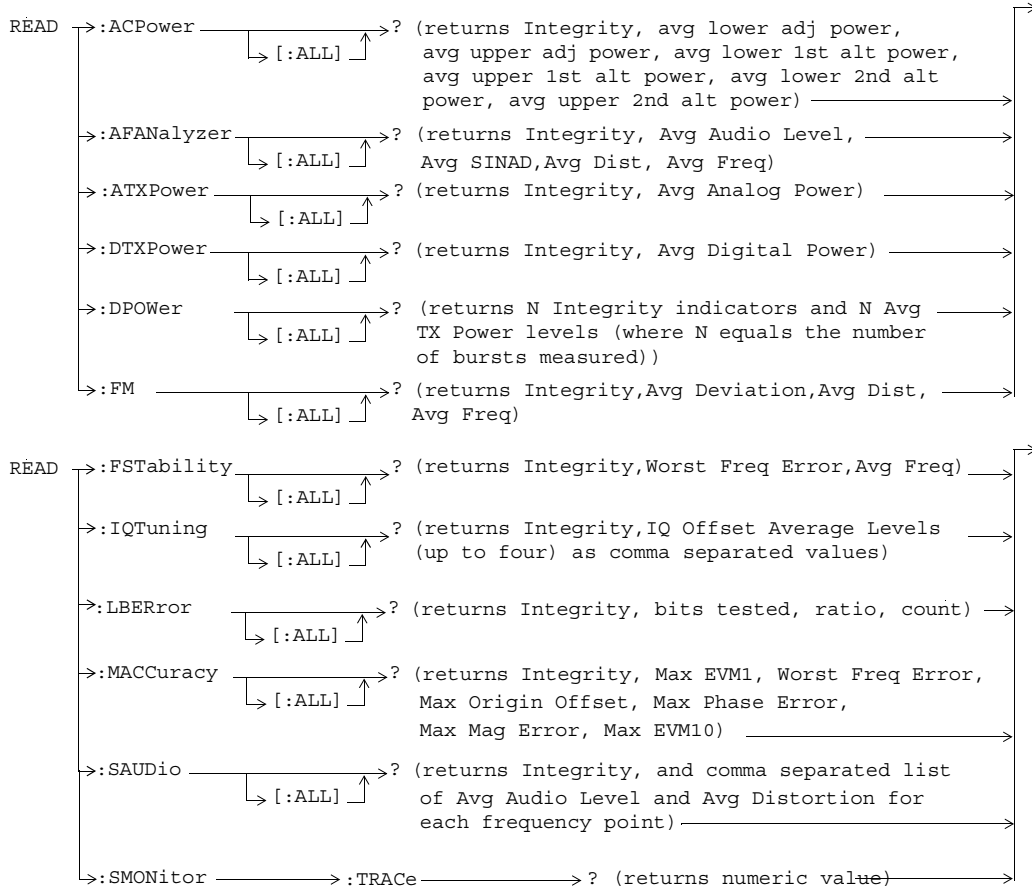 READ :ACPower ? (returns Integrity, avg lower adj power,
[:ALL] avg upper adj power, avg lower 1st alt power,
avg upper 1st alt power, avg lower 2nd alt
power, avg upper 2nd alt power)
:AFANalyzer ? (returns Integrity, Avg Audio Level,
[:ALL] Avg SINAD,Avg Dist, Avg Freq)
:ATXPower ? (returns Integrity, Avg Analog Power)
[:ALL]
:DTXPower ? (returns Integrity, Avg Digital Power)
[:ALL]
:DPOWer ? (returns N Integrity indicators and N Avg
[:ALL] TX Power levels (where N equals the number
of bursts measured))
:FM ? (returns Integrity,Avg Deviation,Avg Dist,
[:ALL] Avg Freq)
READ :FSTability ? (returns Integrity,Worst Freq Error,Avg Freq)
[:ALL]
:IQTuning ? (returns Integrity,IQ Offset Average Levels
[:ALL] (up to four) as comma separated values)
:LBERror ? (returns Integrity, bits tested, ratio, count)
[:ALL]
:MACCuracy ? (returns Integrity, Max EVM1, Worst Freq Error,
[:ALL] Max Origin Offset, Max Phase Error,
Max Mag Error, Max EVM10)
:SAUDio ? (returns Integrity, and comma separated list
[:ALL] of Avg Audio Level and Avg Distortion for
each frequency point)
:SMONitor :TRACe ? (returns numeric value)